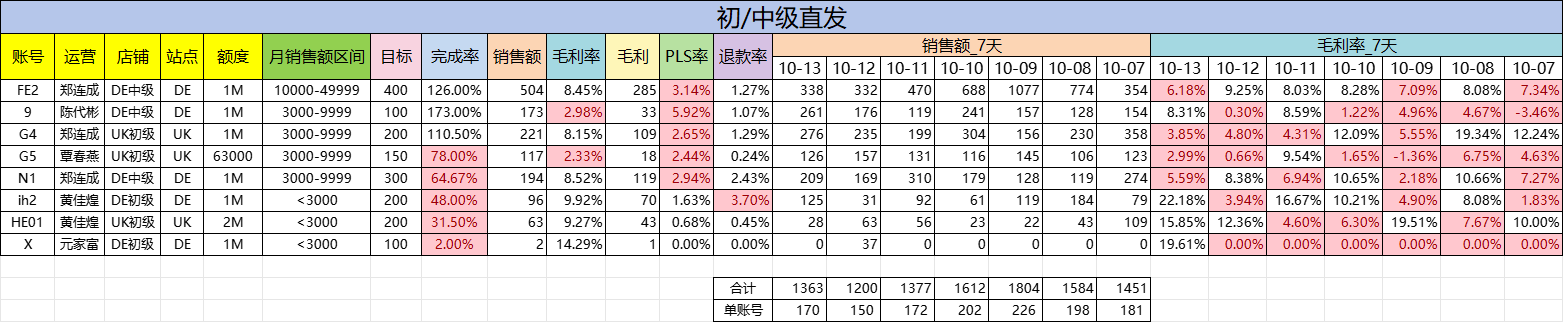 初/中级直发
账号 运营 店铺 站点 额度 月销售额区间 目标 完成率 销售额 毛利率 毛利 PLS率 退款率 销售额_7天 毛利率_7天
10-13 10-12 10-11 10-10 10-09 10-08 10-07 10-13 10-12 10-11 10-10 10-09 10-08 10-07
FE2 郑连成 DE中级 DE 1M 10000-49999 400 126.00% 504 8.45% 285 3.14% 1.27% 338 332 470 688 1077 774 354 6.18% 9.25% 8.03% 8.28% 7.09% 8.08% 7.34%
9 陈代彬 DE中级 DE 1M 3000-9999 100 173.00% 173 2.98% 33 5.92% 1.07% 261 176 119 241 157 128 158 8.31% 0.30% 8.59% 1.22% 4.96% 4.67% -3.46%
G4 郑连成 UK初级 UK 1M 3000-9999 200 110.50% 221 8.15% 109 2.65% 1.29% 276 235 199 304 156 230 354 3.85% 4.80% 4.31% 12.09% 5.55% 19.34% 12.24%
G5 覃春燕 UK初级 UK 63000 3000-9999 150 78.00% 117 2.33% 18 2.44% 0.24% 126 157 131 116 145 106 123 2.99% 0.66% 9.54% 1.65% -1.36% 6.75% 4.63%
N1 郑连成 DE中级 DE 1M 3000-9999 300 64.67% 194 8.52% 119 2.94% 2.43% 209 169 310 179 128 119 274 5.59% 8.38% 6.94% 10.65% 2.18% 10.66% 7.27%
ih2 黄佳煌 DE初级 DE 1M <3000 200 48.00% 96 9.92% 70 1.63% 3.70% 125 31 92 61 119 184 79 22.18% 3.94% 16.67% 10.21% 4.90% 8.08% 1.83%
HE01 黄佳煌 UK初级 UK 2M <3000 200 31.50% 63 9.27% 43 0.68% 0.45% 28 63 56 23 22 43 109 15.85% 12.36% 4.60% 6.30% 19.51% 7.67% 10.00%
X 元家富 DE初级 DE 1M <3000 100 2.00% 2 14.29% 1 0.00% 0.00% 0 37 0 0 0 0 0 19.61% 0.00% 0.00% 0.00% 0.00% 0.00% 0.00%
合计 1363 1200 1377 1612 1804 1584 1451
单账号 170 150 172 202 226 198 181